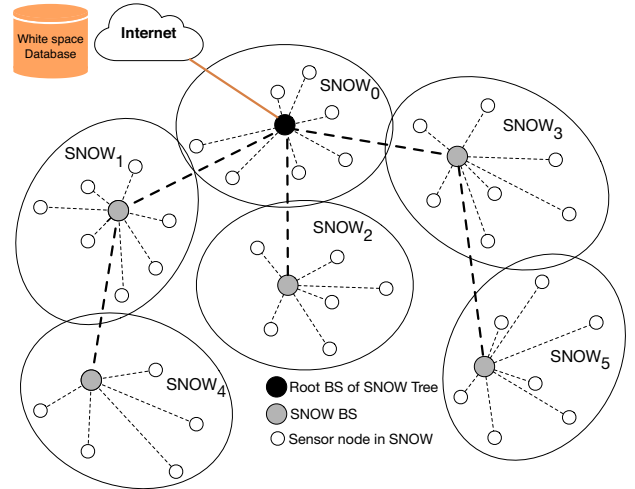 White space
Database
Internet
SNOW₀
SNOW₃
SNOW₁
SNOW₂
SNOW₅
SNOW₄
Root BS of SNOW Tree
SNOW BS
Sensor node in SNOW